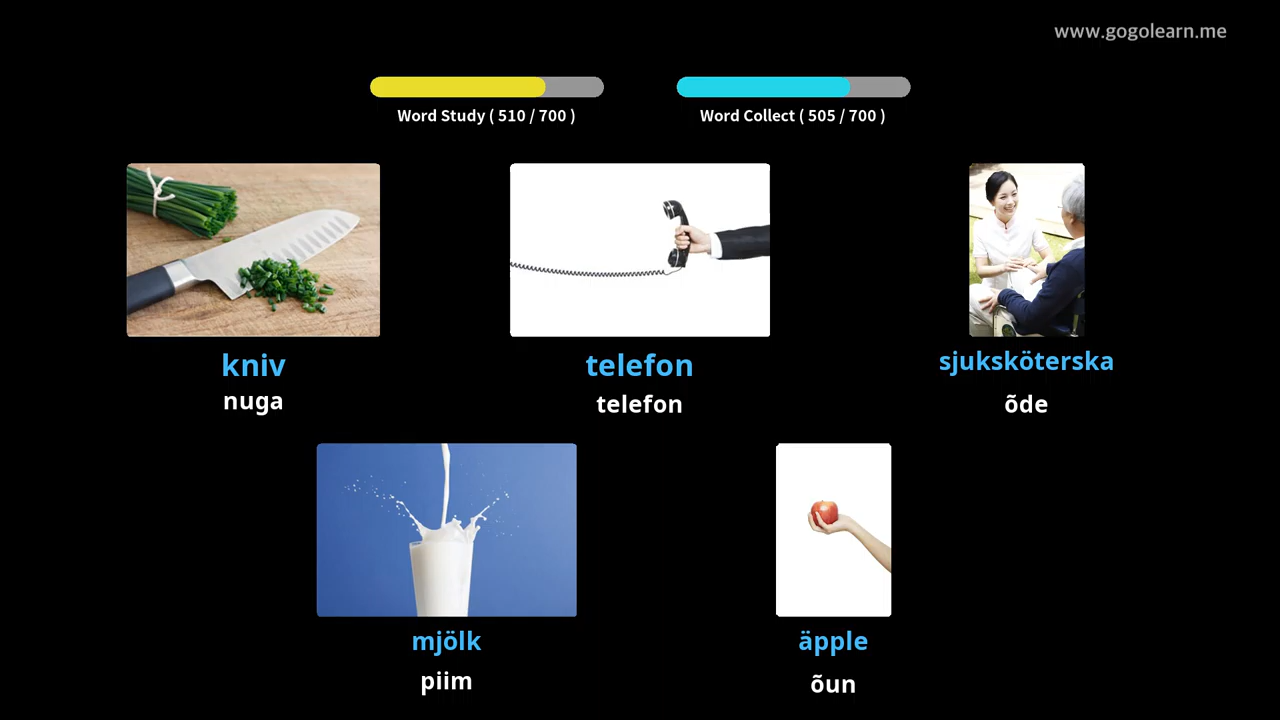 www.gogolearn.me
Word Study ( 510 / 700 )
Word Collect ( 505 / 700 )
kniv
nuga
telefon
telefon
sjuksköterska
õde
mjölk
piim
äpple
õun